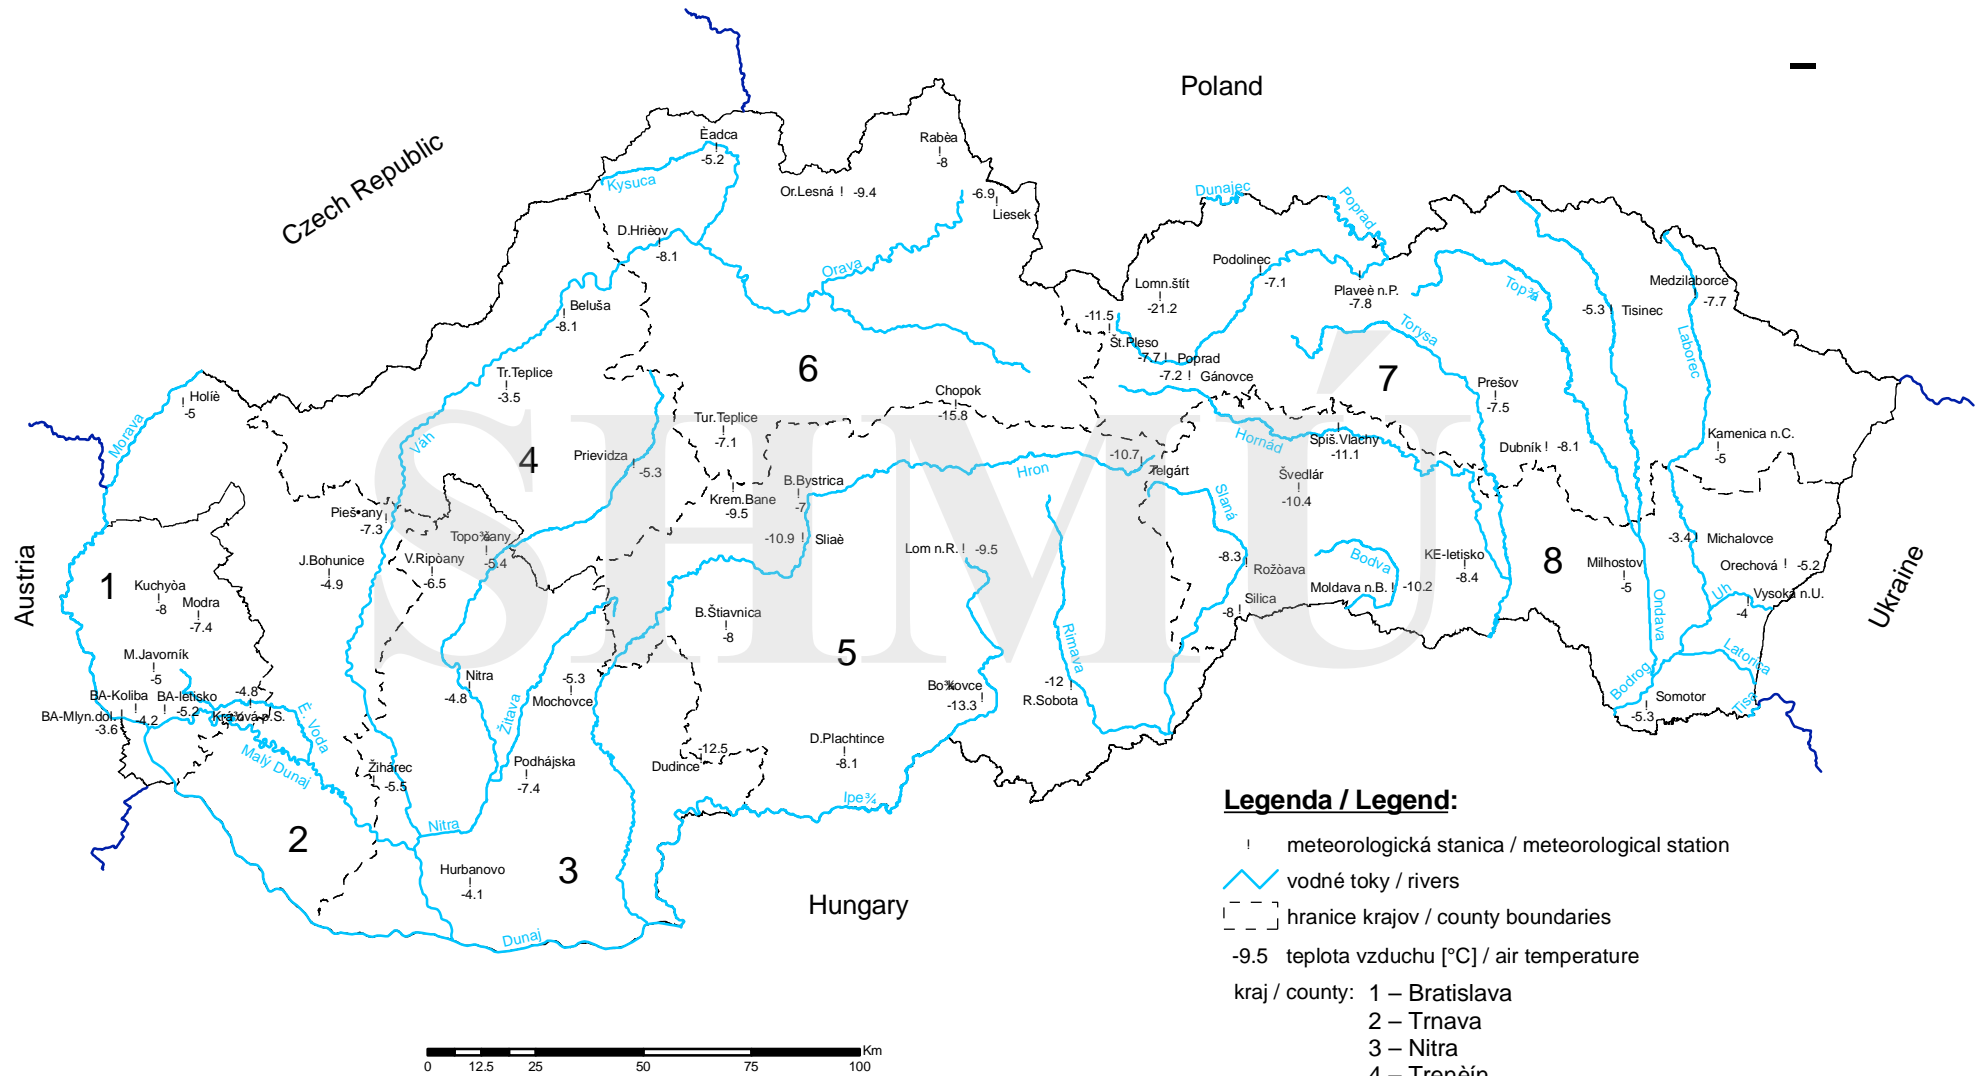 Poland
Czech Republic
Austria
Hungary
Ukraine
SHMÚ
Èadca
-5.2
Kysuca
Rabèa
-8
Or.Lesná -9.4
-6.9
Liesek
D.Hrièov
-8.1
Orava
Dunajec
Poprad
Podolinec
-7.1
Lomn.štít
-21.2
Plaveè n.P.
-7.8
-11.5
Št.Pleso
-7.7 Poprad
-7.2 Gánovce
Torysa
Top¾a
-5.3 Tisinec
Medzilaborce
-7.7
Laborec
Beluša
-8.1
Tr.Teplice
-3.5
Holíè
-5
Morava
Váh
4
6
7
Chopok
-15.8
Prešov
-7.5
Tur.Teplice
-7.1
Prievidza
-5.3
Hornád
Spiš.Vlachy
-11.1
Dubník -8.1
Kamenica n.C.
-5
-10.7
Telgárt
Hron
Švedlár
-10.4
Slaná
B.Bystrica
-7
Krem.Bane
-9.5
Pieš•any
-7.3
Topo¾èany
-5.4
-10.9 Sliaè
Lom n.R. -9.5
V.Ripòany
-6.5
J.Bohunice
-4.9
-8.3
Rožòava
Bodva
Moldava n.B. -10.2
KE-letisko
-8.4
8
Milhostov
-5
-3.4 Michalovce
Orechová -5.2
Uh
Vysoká n.U.
-4
1
Kuchyòa
-8
Modra
-7.4
Silica
-8
B.Štiavnica
-8
5
Rimava
Ondava
Latorica
M.Javorník
-5
Nitra
-4.8
-5.3
Mochovce
Žitava
Bo¾kovce
-13.3
-12
R.Sobota
Bodrog
Somotor
-5.3
Tisa
BA-Koliba
-4.2
BA-letisko
-5.2
-4.8
Krá¾ová p.S.
BA-Mlyn.dol.
-3.6
È. Voda
Malý Dunaj
D.Plachtince
-8.1
-12.5
Dudince
Žihárec
-5.5
Podhájska
-7.4
Ipe¾
Nitra
2
3
Hurbanovo
-4.1
Dunaj
Legenda / Legend:
meteorologická stanica / meteorological station
vodné toky / rivers
hranice krajov / county boundaries
-9.5 teplota vzduchu [°C] / air temperature
kraj / county: 1 – Bratislava
2 – Trnava
3 – Nitra
4 – Trenèín
Km
0 12.5 25 50 75 100